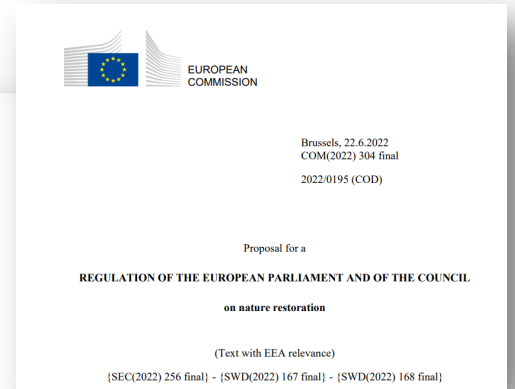 EUROPEAN
COMMISSION
Brussels, 22.6.2022
COM(2022) 304 final
2022/0195 (COD)
Proposal for a
REGULATION OF THE EUROPEAN PARLIAMENT AND OF THE COUNCIL
on nature restoration
(Text with EEA relevance)
{SEC(2022) 256 final} - {SWD(2022) 167 final} - {SWD(2022) 168 final}